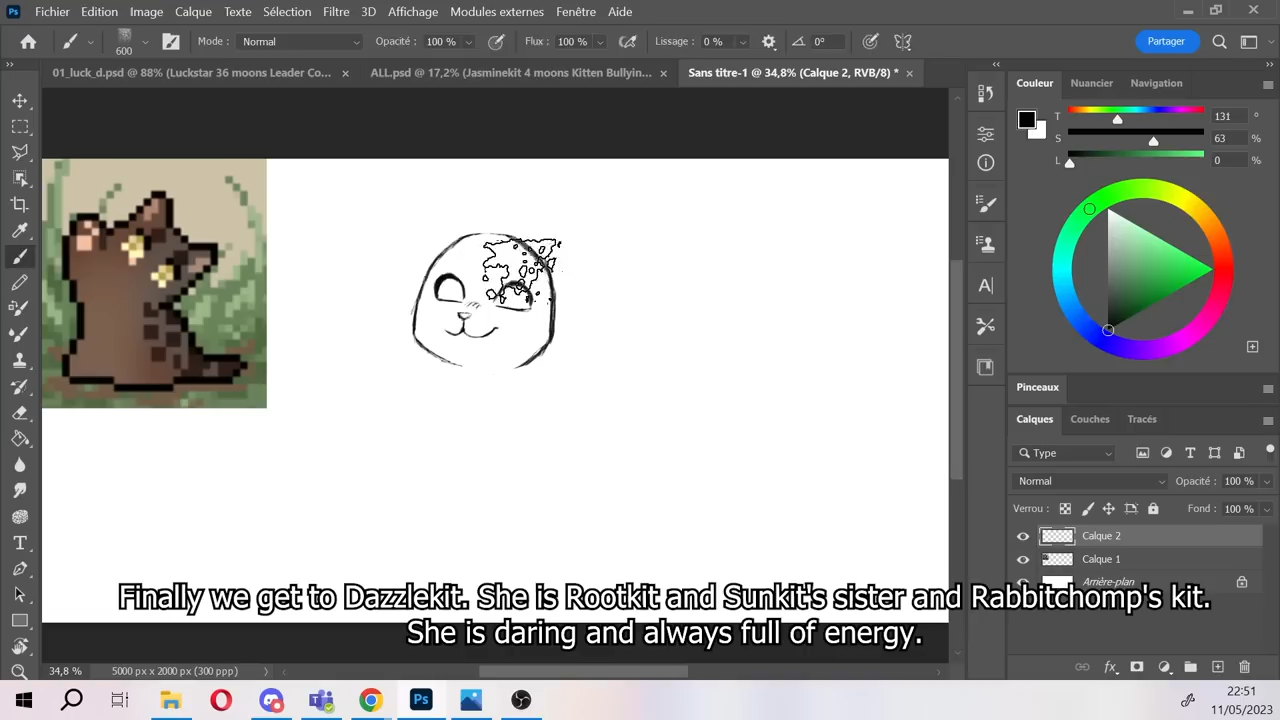 Fichier Edition Image Calque Texte Sélection Filtre 3D Affichage Modules externes Fenêtre Aide
600 Mode : Normal Opacité : 100 % Flux : 100 % Lissage : 0 % 0° Partager
01_luck_d.psd @ 88% (Luckstar 36 moons Leader Co... × ALL.psd @ 17,2% (Jasminekit 4 moons Kitten Bullyin... × Sans titre-1 @ 34,8% (Calque 2, RVB/8) * ×
Couleur Nuancier Navigation
T 131 °
S 63 %
L 0 %
Pinceaux
Calques Couches Tracés
Type
Normal Opacité : 100 %
Verrou : Fond : 100 %
Calque 2
Calque 1
Arrière-plan
Finally we get to Dazzlekit. She is Rootkit and Sunkit's sister and Rabbitchomp's kit.
She is daring and always full of energy.
34,8 % 5000 px x 2000 px (300 ppp)
22:51
11/05/2023